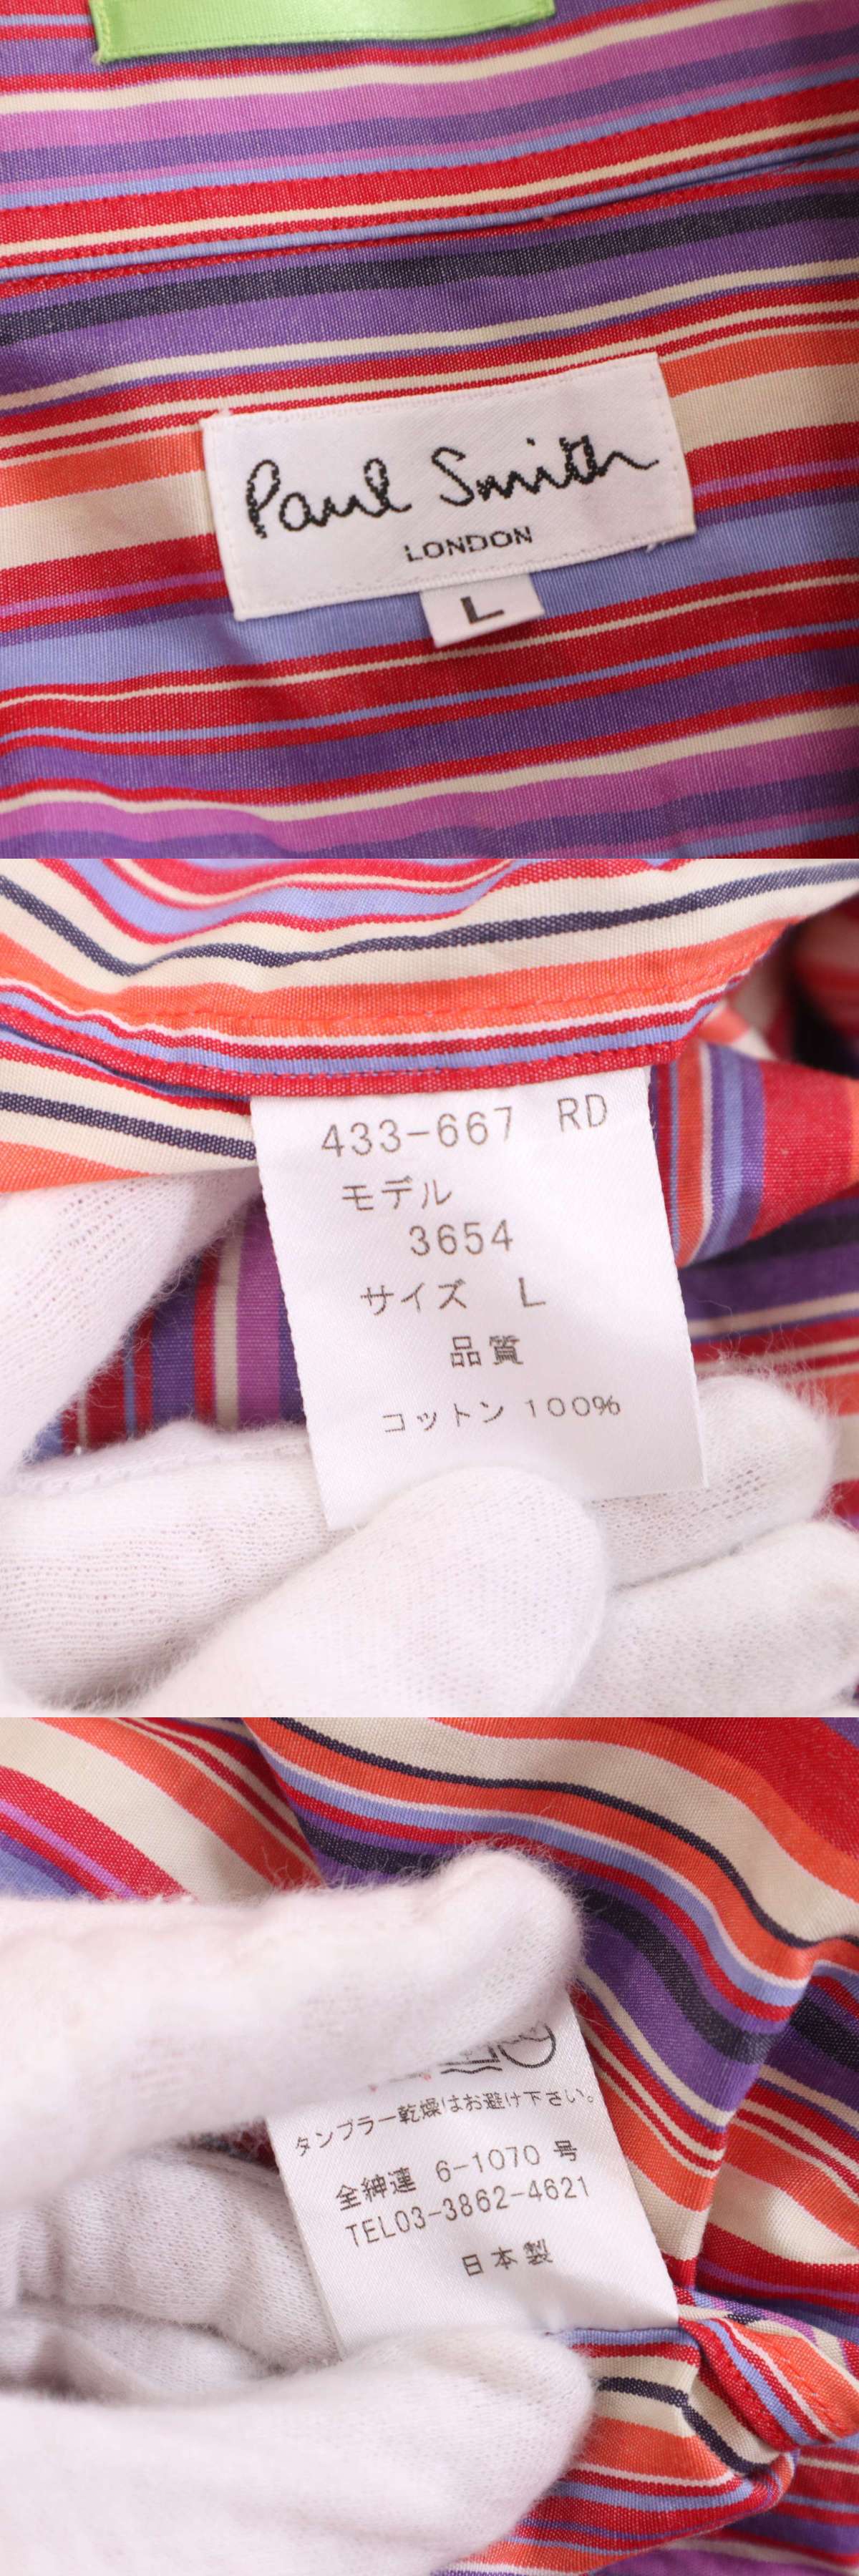 Paul Smith
LONDON
L
433-667 RD
モデル
3654
サイズ L
品質
コットン 100%
タンブラー乾燥はお避け下さい。
全紳連 6-1070 号
TEL03-3862-4621
日本製